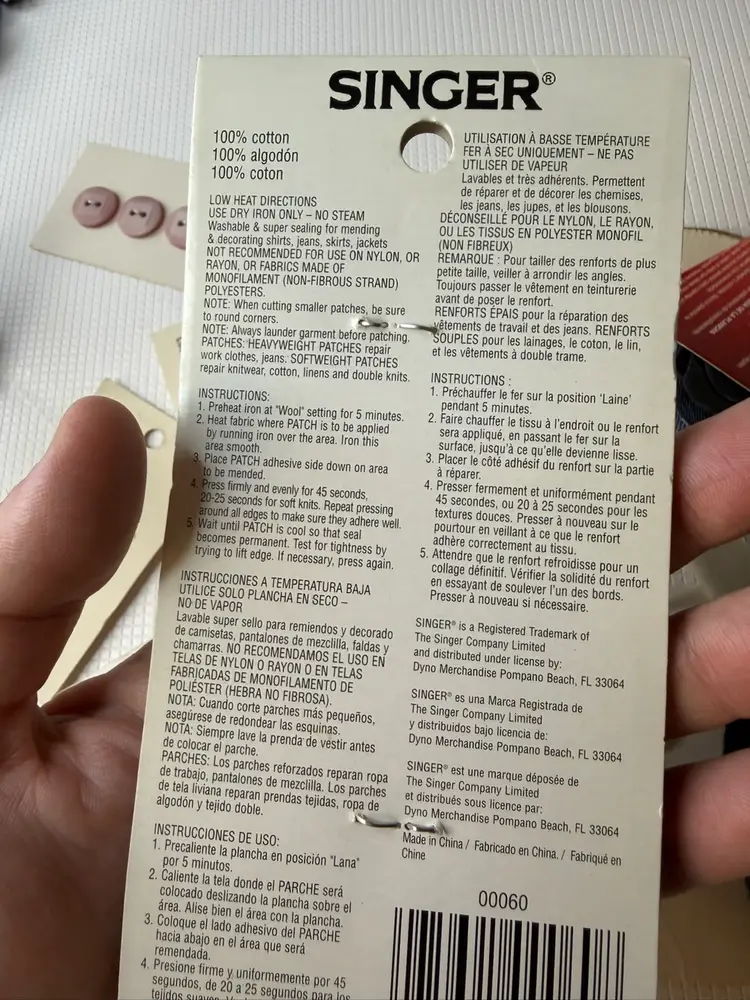 SINGER®
100% cotton
100% algodón
100% coton
LOW HEAT DIRECTIONS
USE DRY IRON ONLY – NO STEAM
Washable & super sealing for mending
& decorating shirts, jeans, skirts, jackets
NOT RECOMMENDED FOR USE ON NYLON, OR
RAYON, OR FABRICS MADE OF
MONOFILAMENT (NON-FIBROUS STRAND)
POLYESTERS.
NOTE: When cutting smaller patches, be sure
to round corners.
NOTE: Always launder garment before patching.
PATCHES: HEAVYWEIGHT PATCHES repair
work clothes, jeans. SOFTWEIGHT PATCHES
repair knitwear, cotton, linens and double knits.
INSTRUCTIONS:
1. Preheat iron at "Wool" setting for 5 minutes.
2. Heat fabric where PATCH is to be applied
by running iron over the area. Iron this
area smooth.
3. Place PATCH adhesive side down on area
to be mended.
4. Press firmly and evenly for 45 seconds,
20-25 seconds for soft knits. Repeat pressing
around all edges to make sure they adhere well.
5. Wait until PATCH is cool so that seal
becomes permanent. Test for tightness by
trying to lift edge. If necessary, press again.
INSTRUCCIONES A TEMPERATURA BAJA
UTILICE SOLO PLANCHA EN SECO –
NO DE VAPOR
Lavable super sello para remiendos y decorado
de camisetas, pantalones de mezclilla, faldas y
chamarras. NO RECOMENDAMOS EL USO EN
TELAS DE NYLON O RAYON O EN TELAS
FABRICADAS DE MONOFILAMENTO DE
POLIÉSTER (HEBRA NO FIBROSA).
NOTA: Cuando corte parches más pequeños,
asegúrese de redondear las esquinas.
NOTA: Siempre lave la prenda de vestir antes
de colocar el parche.
PARCHES: Los parches reforzados reparan ropa
de trabajo, pantalones de mezclilla. Los parches
de tela liviana reparan prendas tejidas, ropa de
algodón y tejido doble.
INSTRUCCIONES DE USO:
1. Precaliente la plancha en posición "Lana"
por 5 minutos.
2. Caliente la tela donde el PARCHE será
colocado deslizando la plancha sobre el
área. Alise bien el área con la plancha.
3. Coloque el lado adhesivo del PARCHE
hacia abajo en el área que será
remendada.
4. Presione firme y uniformemente por 45
segundos, de 20 a 25 segundos para los
tejidos suaves.
UTILISATION À BASSE TEMPÉRATURE
FER À SEC UNIQUEMENT – NE PAS
UTILISER DE VAPEUR
Lavables et très adhérents. Permettent
de réparer et de décorer les chemises,
les jeans, les jupes, et les blousons.
DÉCONSEILLÉ POUR LE NYLON, LE RAYON,
OU LES TISSUS EN POLYESTER MONOFIL
(NON FIBREUX)
REMARQUE : Pour tailler des renforts de plus
petite taille, veiller à arrondir les angles.
Toujours passer le vêtement en teinturerie
avant de poser le renfort.
RENFORTS ÉPAIS pour la réparation des
vêtements de travail et des jeans. RENFORTS
SOUPLES pour les lainages, le coton, le lin,
et les vêtements à double trame.
INSTRUCTIONS :
1. Préchauffer le fer sur la position 'Laine'
pendant 5 minutes.
2. Faire chauffer le tissu à l'endroit ou le renfort
sera appliqué, en passant le fer sur la
surface, jusqu'à ce qu'elle devienne lisse.
3. Placer le côté adhésif du renfort sur la partie
à réparer.
4. Presser fermement et uniformément pendant
45 secondes, ou 20 à 25 secondes pour les
textures douces. Presser à nouveau sur le
pourtour en veillant à ce que le renfort
adhère correctement au tissu.
5. Attendre que le renfort refroidisse pour un
collage définitif. Vérifier la solidité du renfort
en essayant de soulever l'un des bords.
Presser à nouveau si nécessaire.
SINGER® is a Registered Trademark of
The Singer Company Limited
and distributed under license by:
Dyno Merchandise Pompano Beach, FL 33064
SINGER® es una Marca Registrada de
The Singer Company Limited
y distribuidos bajo licencia de:
Dyno Merchandise Pompano Beach, FL 33064
SINGER® est une marque déposée de
The Singer Company Limited
et distribués sous licence par:
Dyno Merchandise Pompano Beach, FL 33064
Made in China / Fabricado en China. / Fabriqué en
Chine
00060